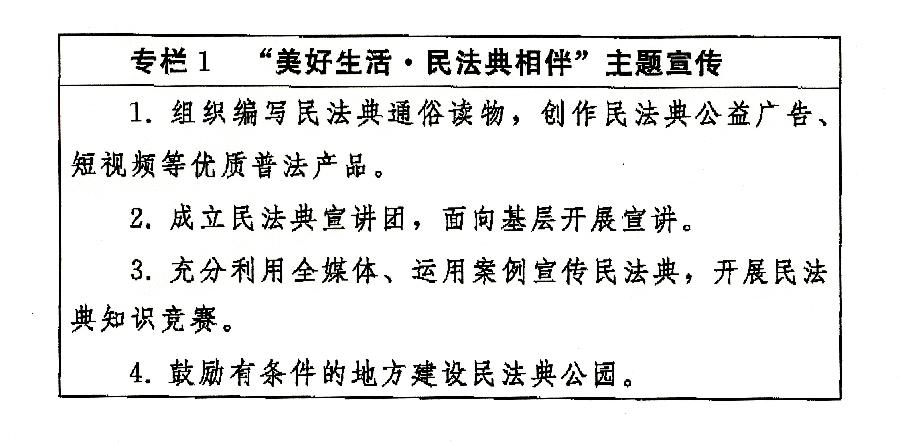 专栏1 “美好生活·民法典相伴”主题宣传
1. 组织编写民法典通俗读物，创作民法典公益广告、
短视频等优质普法产品。
2. 成立民法典宣讲团，面向基层开展宣讲。
3. 充分利用全媒体、运用案例宣传民法典，开展民法
典知识竞赛。
4. 鼓励有条件的地方建设民法典公园。